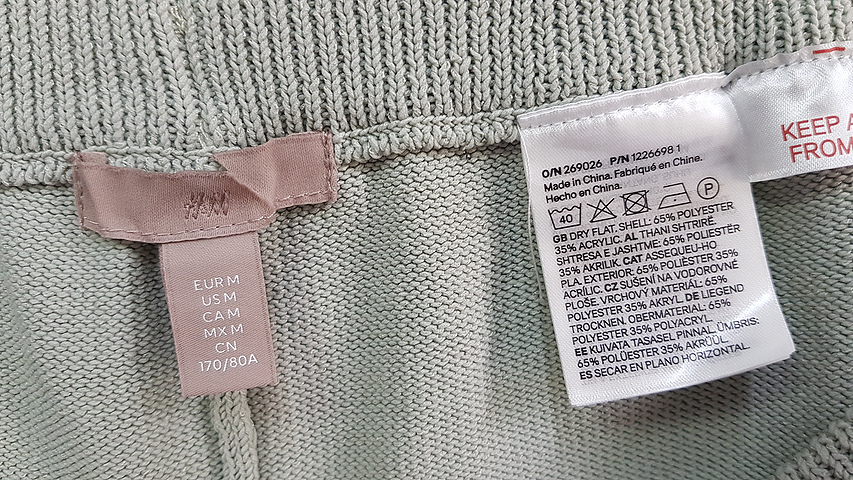 H&M
EUR M
US M
CA M
MX M
CN
170/80A
O/N 269026 P/N 1226698 1
Made in China. Fabriqué en Chine.
Hecho en China.
40
P
GB DRY FLAT. SHELL: 65% POLYESTER
35% ACRYLIC. AL THANI SHTRIRË.
SHTRESA E JASHTME: 65% POLIESTËR
35% AKRILIK. CAT ASSEQUEU-HO
PLA. EXTERIOR: 65% POLIÈSTER 35%
ACRÍLIC. CZ SUŠENÍ NA VODOROVNÉ
PLOŠE. VRCHOVÝ MATERIÁL: 65%
POLYESTER 35% AKRYL. DE LIEGEND
TROCKNEN. OBERMATERIAL: 65%
POLYESTER 35% POLYACRYL.
EE KUIVATA TASASEL PINNAL. ÜMBRIS:
65% POLÜESTER 35% AKRÜÜL.
ES SECAR EN PLANO HORIZONTAL.
KEEP A
FROM